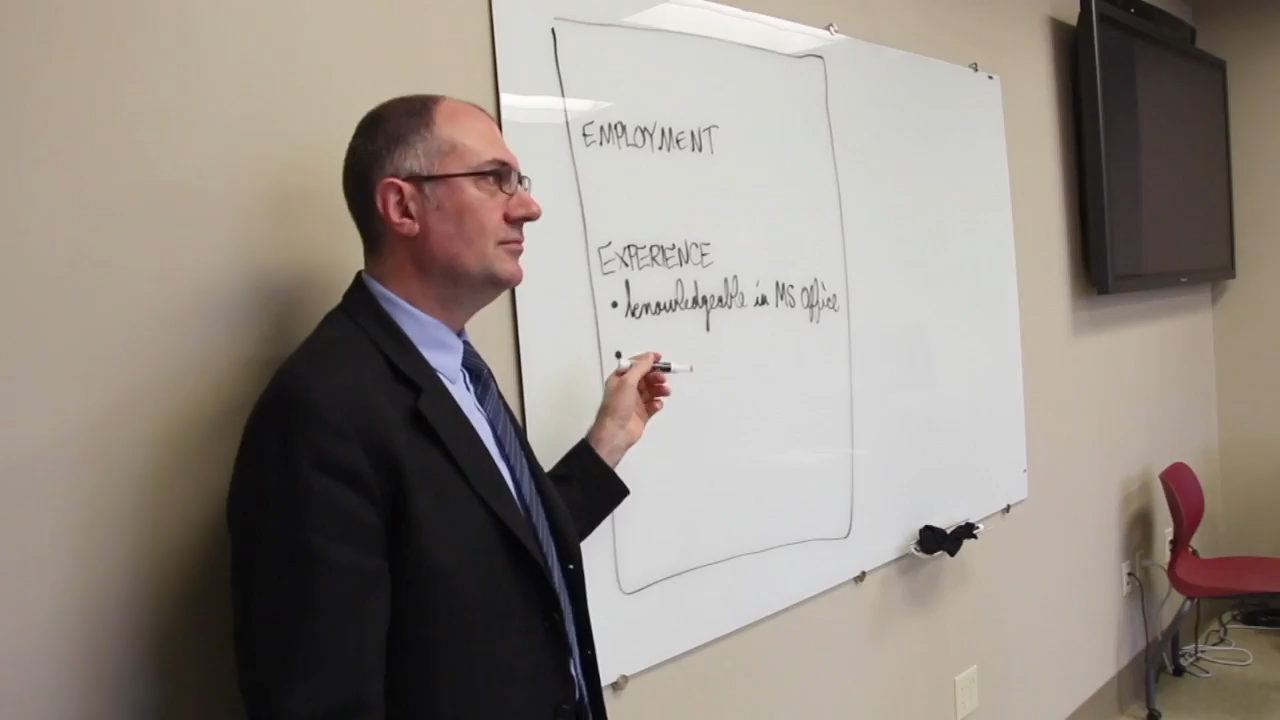 EMPLOYMENT
EXPERIENCE
• knowledgeable in MS Office
•